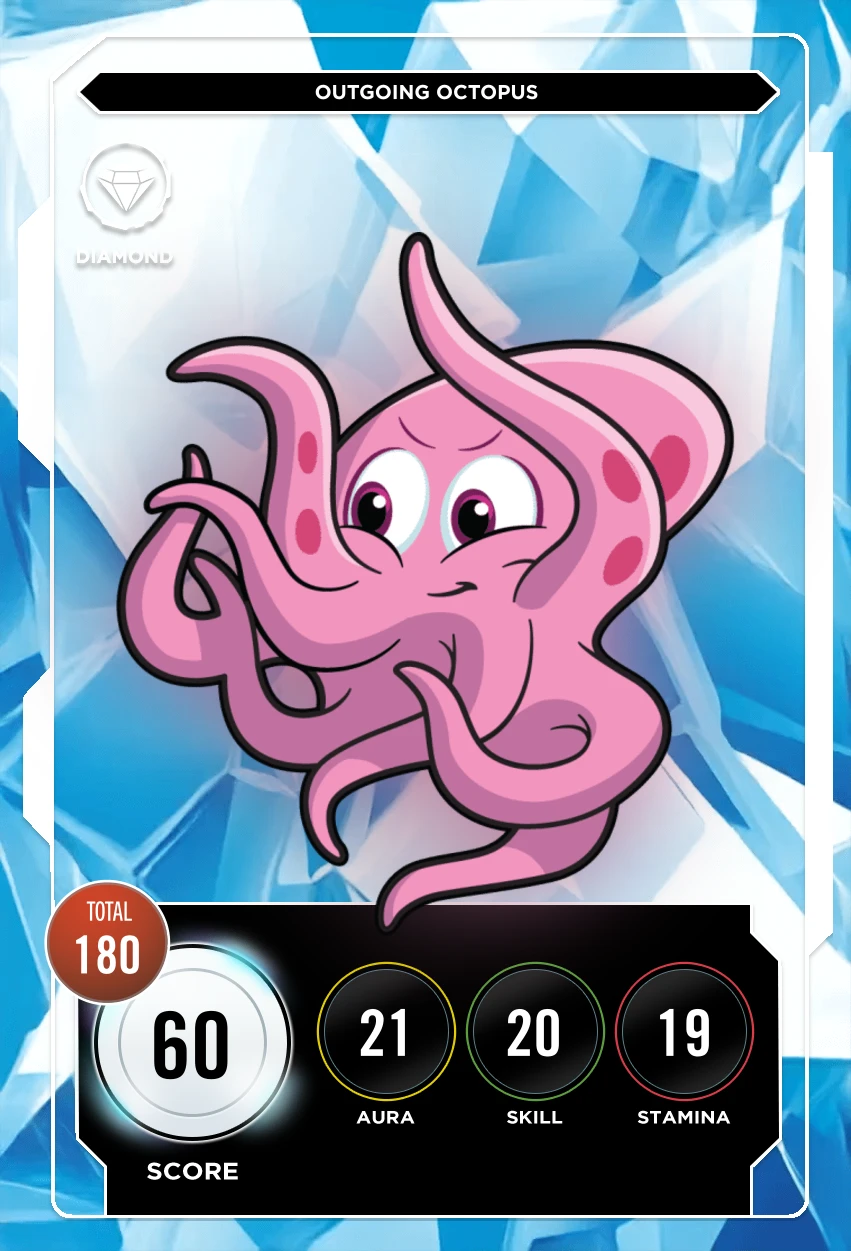 OUTGOING OCTOPUS
DIAMOND
TOTAL
180
60
SCORE
21
AURA
20
SKILL
19
STAMINA